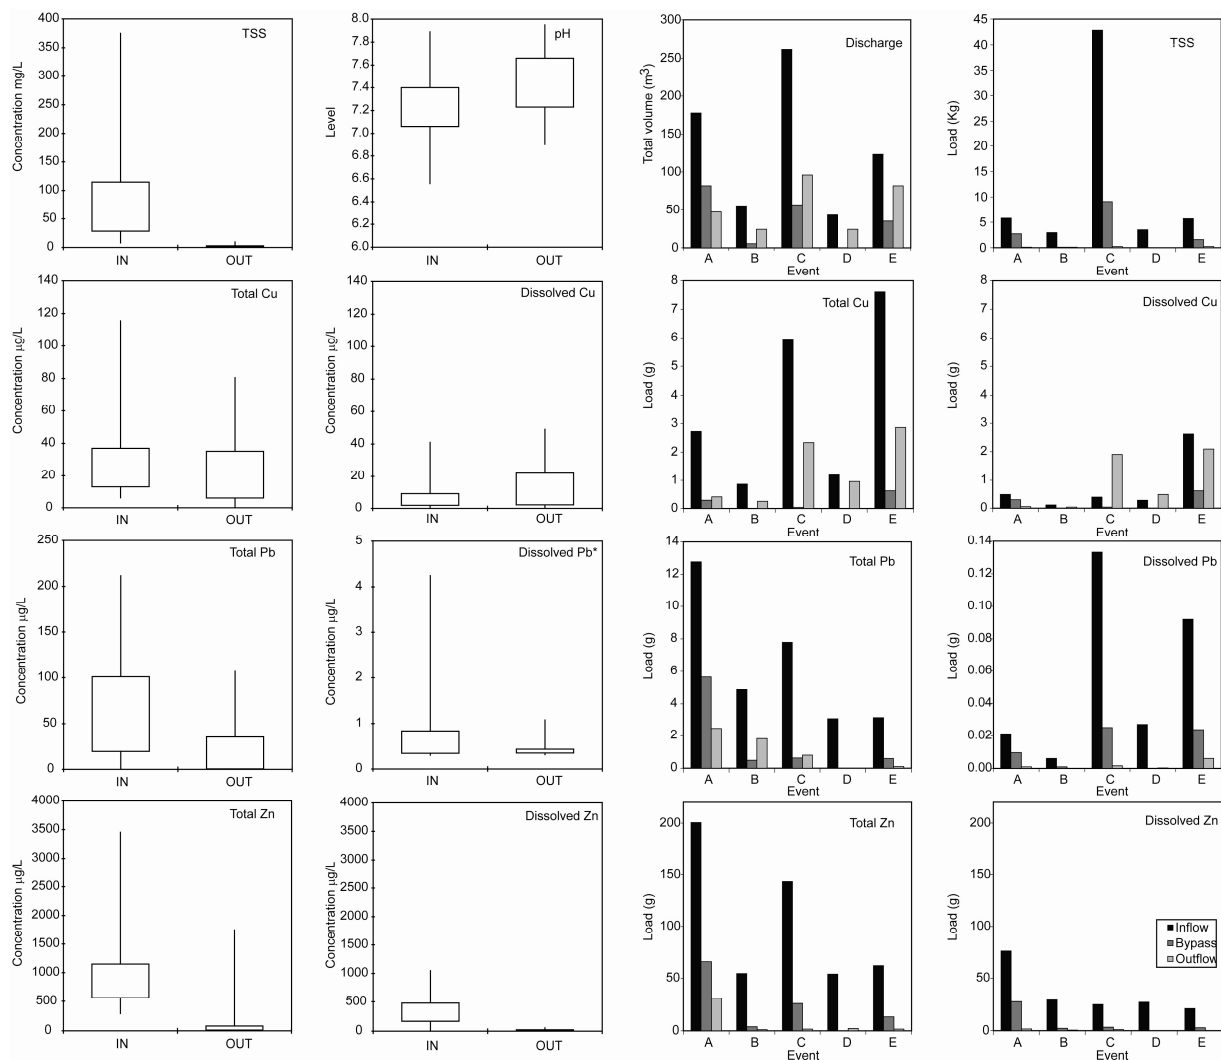 TSS
Concentration mg/L
400
350
300
250
200
150
100
50
0
IN
OUT
pH
Level
8.0
7.8
7.6
7.4
7.2
7.0
6.8
6.6
6.4
6.2
6.0
IN
OUT
Discharge
Total volume (m3)
300
250
200
150
100
50
0
A
B
C
D
E
Event
TSS
Load (Kg)
45
40
35
30
25
20
15
10
5
0
A
B
C
D
E
Event
Total Cu
Concentration µg/L
140
120
100
80
60
40
20
0
IN
OUT
Dissolved Cu
Concentration µg/L
140
120
100
80
60
40
20
0
IN
OUT
Total Cu
Load (g)
8
7
6
5
4
3
2
1
0
A
B
C
D
E
Event
Dissolved Cu
Load (g)
8
7
6
5
4
3
2
1
0
A
B
C
D
E
Event
Total Pb
Concentration µg/L
250
200
150
100
50
0
IN
OUT
Dissolved Pb*
Concentration µg/L
5
4
3
2
1
0
IN
OUT
Total Pb
Load (g)
14
12
10
8
6
4
2
0
A
B
C
D
E
Event
Dissolved Pb
Load (g)
0.14
0.12
0.10
0.08
0.06
0.04
0.02
0.00
A
B
C
D
E
Event
Total Zn
Concentration µg/L
4000
3500
3000
2500
2000
1500
1000
500
0
IN
OUT
Dissolved Zn
Concentration µg/L
4000
3500
3000
2500
2000
1500
1000
500
0
IN
OUT
Total Zn
Load (g)
200
150
100
50
0
A
B
C
D
E
Event
Dissolved Zn
Load (g)
200
150
100
50
0
A
B
C
D
E
Event
Inflow
Bypass
Outflow